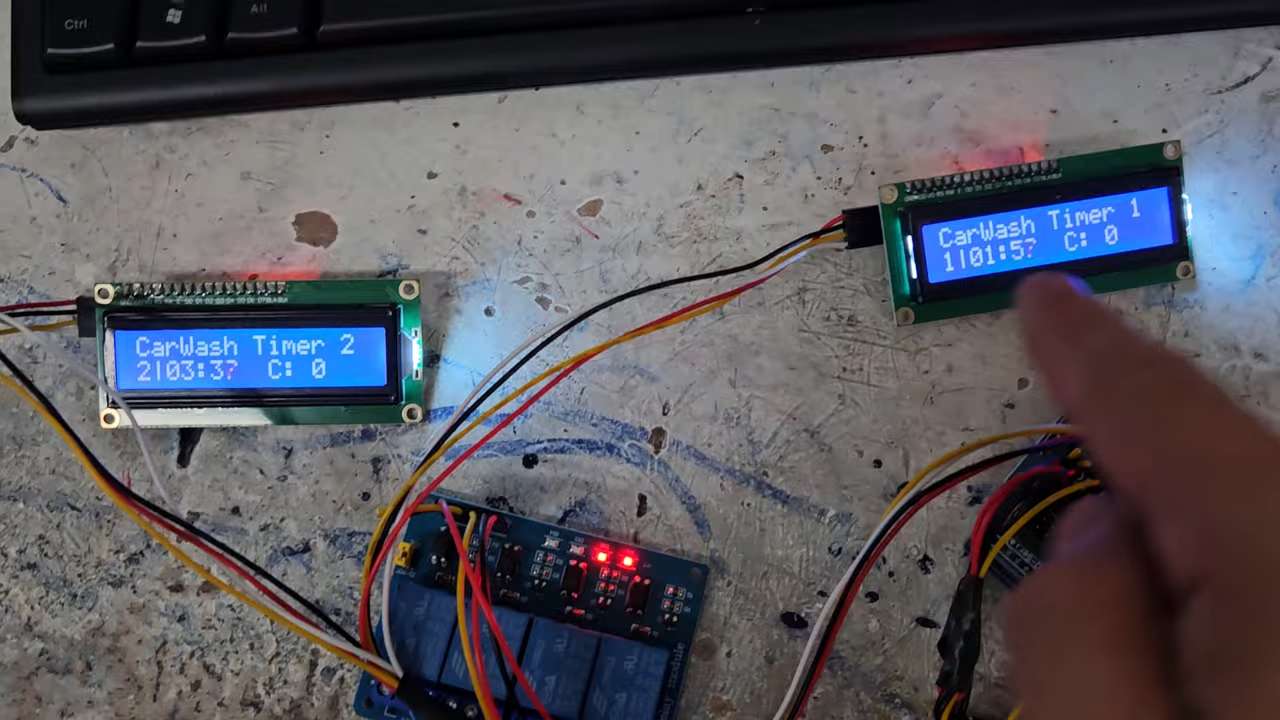 Ctrl
Alt
CarWash Timer 1
1|01:57
C: 0
CarWash Timer 2
2|03:37
C: 0